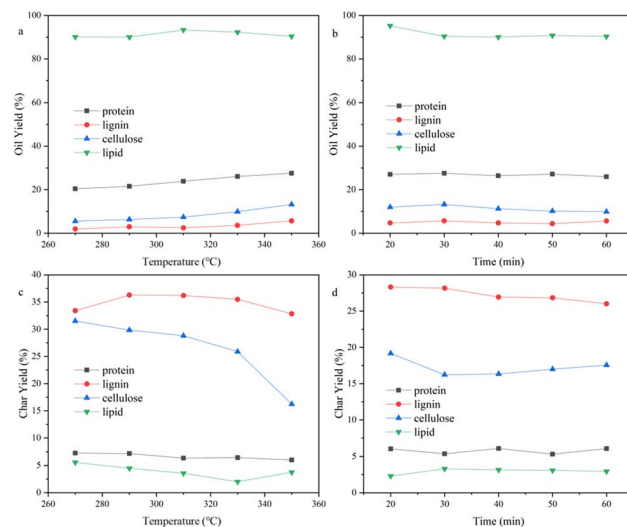 a
Oil Yield (%)
100
80
60
40
20
0
protein
lignin
cellulose
lipid
260 280 300 320 340 360
Temperature (℃)
b
Oil Yield (%)
100
80
60
40
20
0
protein
lignin
cellulose
lipid
20 30 40 50 60
Time (min)
c
Char Yield (%)
40
35
30
25
20
15
10
5
0
protein
lignin
cellulose
lipid
260 280 300 320 340 360
Temperature (℃)
d
Char Yield (%)
30
25
20
15
10
5
0
protein
lignin
cellulose
lipid
20 30 40 50 60
Time (min)